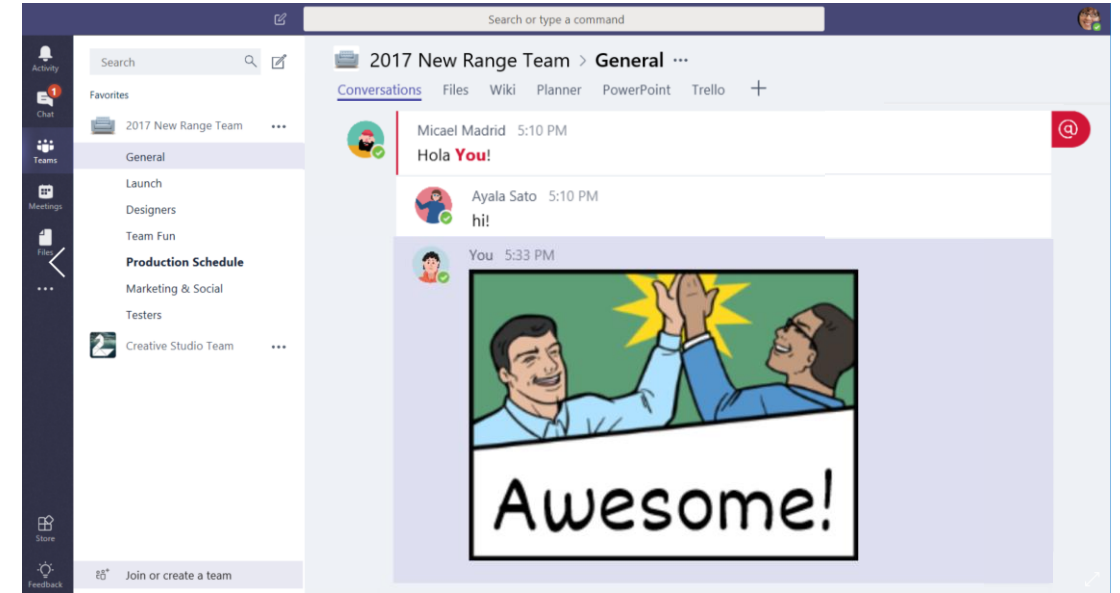 Search or type a command
Activity
1
Chat
Teams
Meetings
Files
Store
Feedback
Search
Favorites
2017 New Range Team
General
Launch
Designers
Team Fun
Production Schedule
Marketing & Social
Testers
Creative Studio Team
Join or create a team
2017 New Range Team > General
Conversations Files Wiki Planner PowerPoint Trello
Micael Madrid 5:10 PM
@
Hola You!
Ayala Sato 5:10 PM
hi!
You 5:33 PM
Awesome!